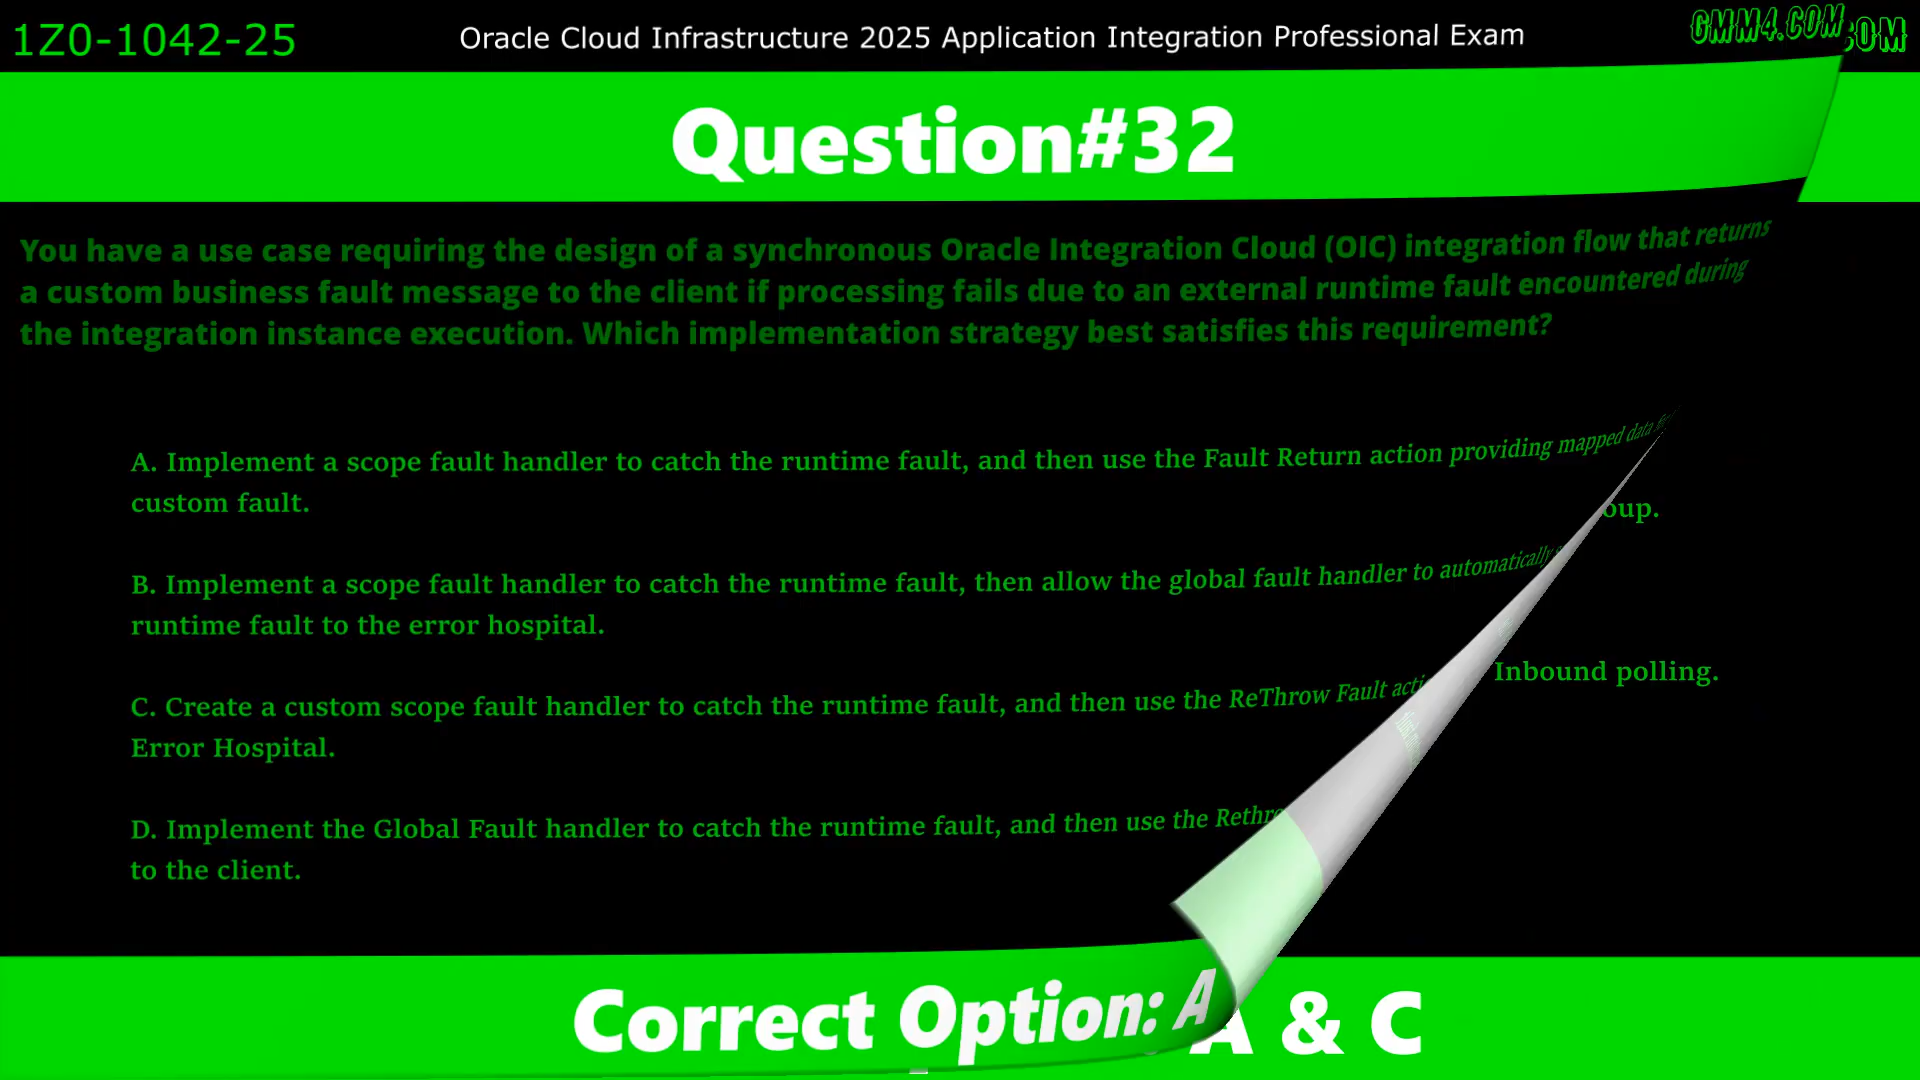 1Z0-1042-25
Oracle Cloud Infrastructure 2025 Application Integration Professional Exam
GMM4.COM
COM
Question#32
You have a use case requiring the design of a synchronous Oracle Integration Cloud (OIC) integration flow that returns
a custom business fault message to the client if processing fails due to an external runtime fault encountered during
the integration instance execution. Which implementation strategy best satisfies this requirement?
A. Implement a scope fault handler to catch the runtime fault, and then use the Fault Return action providing mapped data
custom fault.
oup.
B. Implement a scope fault handler to catch the runtime fault, then allow the global fault handler to automatically
runtime fault to the error hospital.
C. Create a custom scope fault handler to catch the runtime fault, and then use the ReThrow Fault
Inbound polling.
Error Hospital.
D. Implement the Global Fault handler to catch the runtime fault, and then use the
to the client.
Correct Option: A
A & C